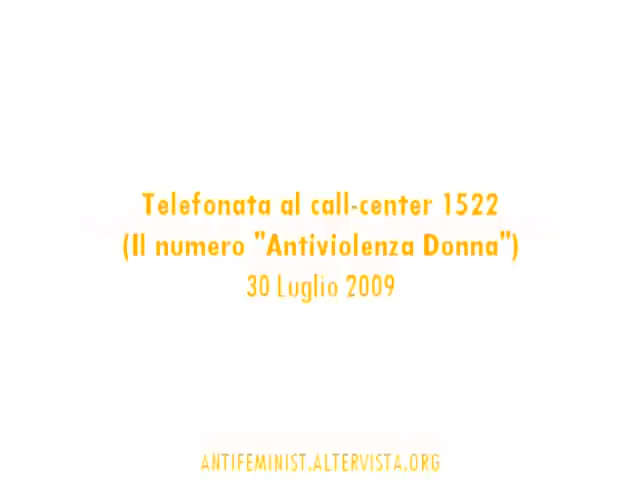 Telefonata al call-center 1522
(Il numero "Antiviolenza Donna")
30 Luglio 2009
ANTIFEMINIST.ALTERVISTA.ORG